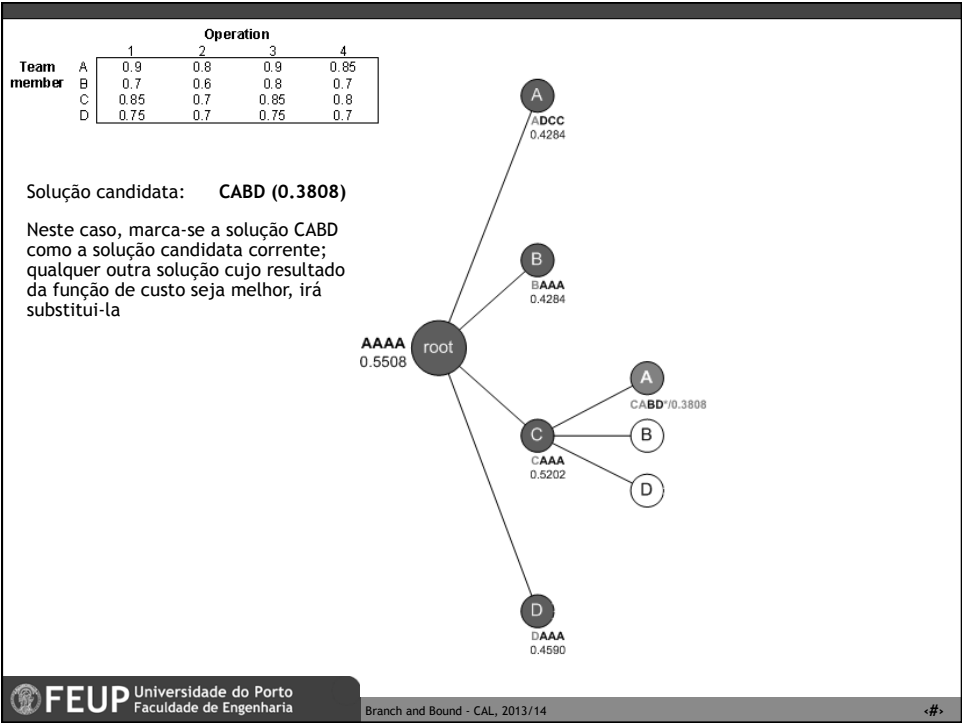 Operation
1 2 3 4
Team member
A 0.9 0.8 0.9 0.85
B 0.7 0.6 0.8 0.7
C 0.85 0.7 0.85 0.8
D 0.75 0.7 0.75 0.7
Solução candidata: CABD (0.3808)
Neste caso, marca-se a solução CABD
como a solução candidata corrente;
qualquer outra solução cujo resultado
da função de custo seja melhor, irá
substitui-la
A
ADCC
0.4284
B
BAAA
0.4284
AAAA
0.5508
root
A
CABD*/0.3808
B
C
CAAA
0.5202
D
D
DAAA
0.4590
FEUP Universidade do Porto
Faculdade de Engenharia
Branch and Bound - CAL, 2013/14
‹#›